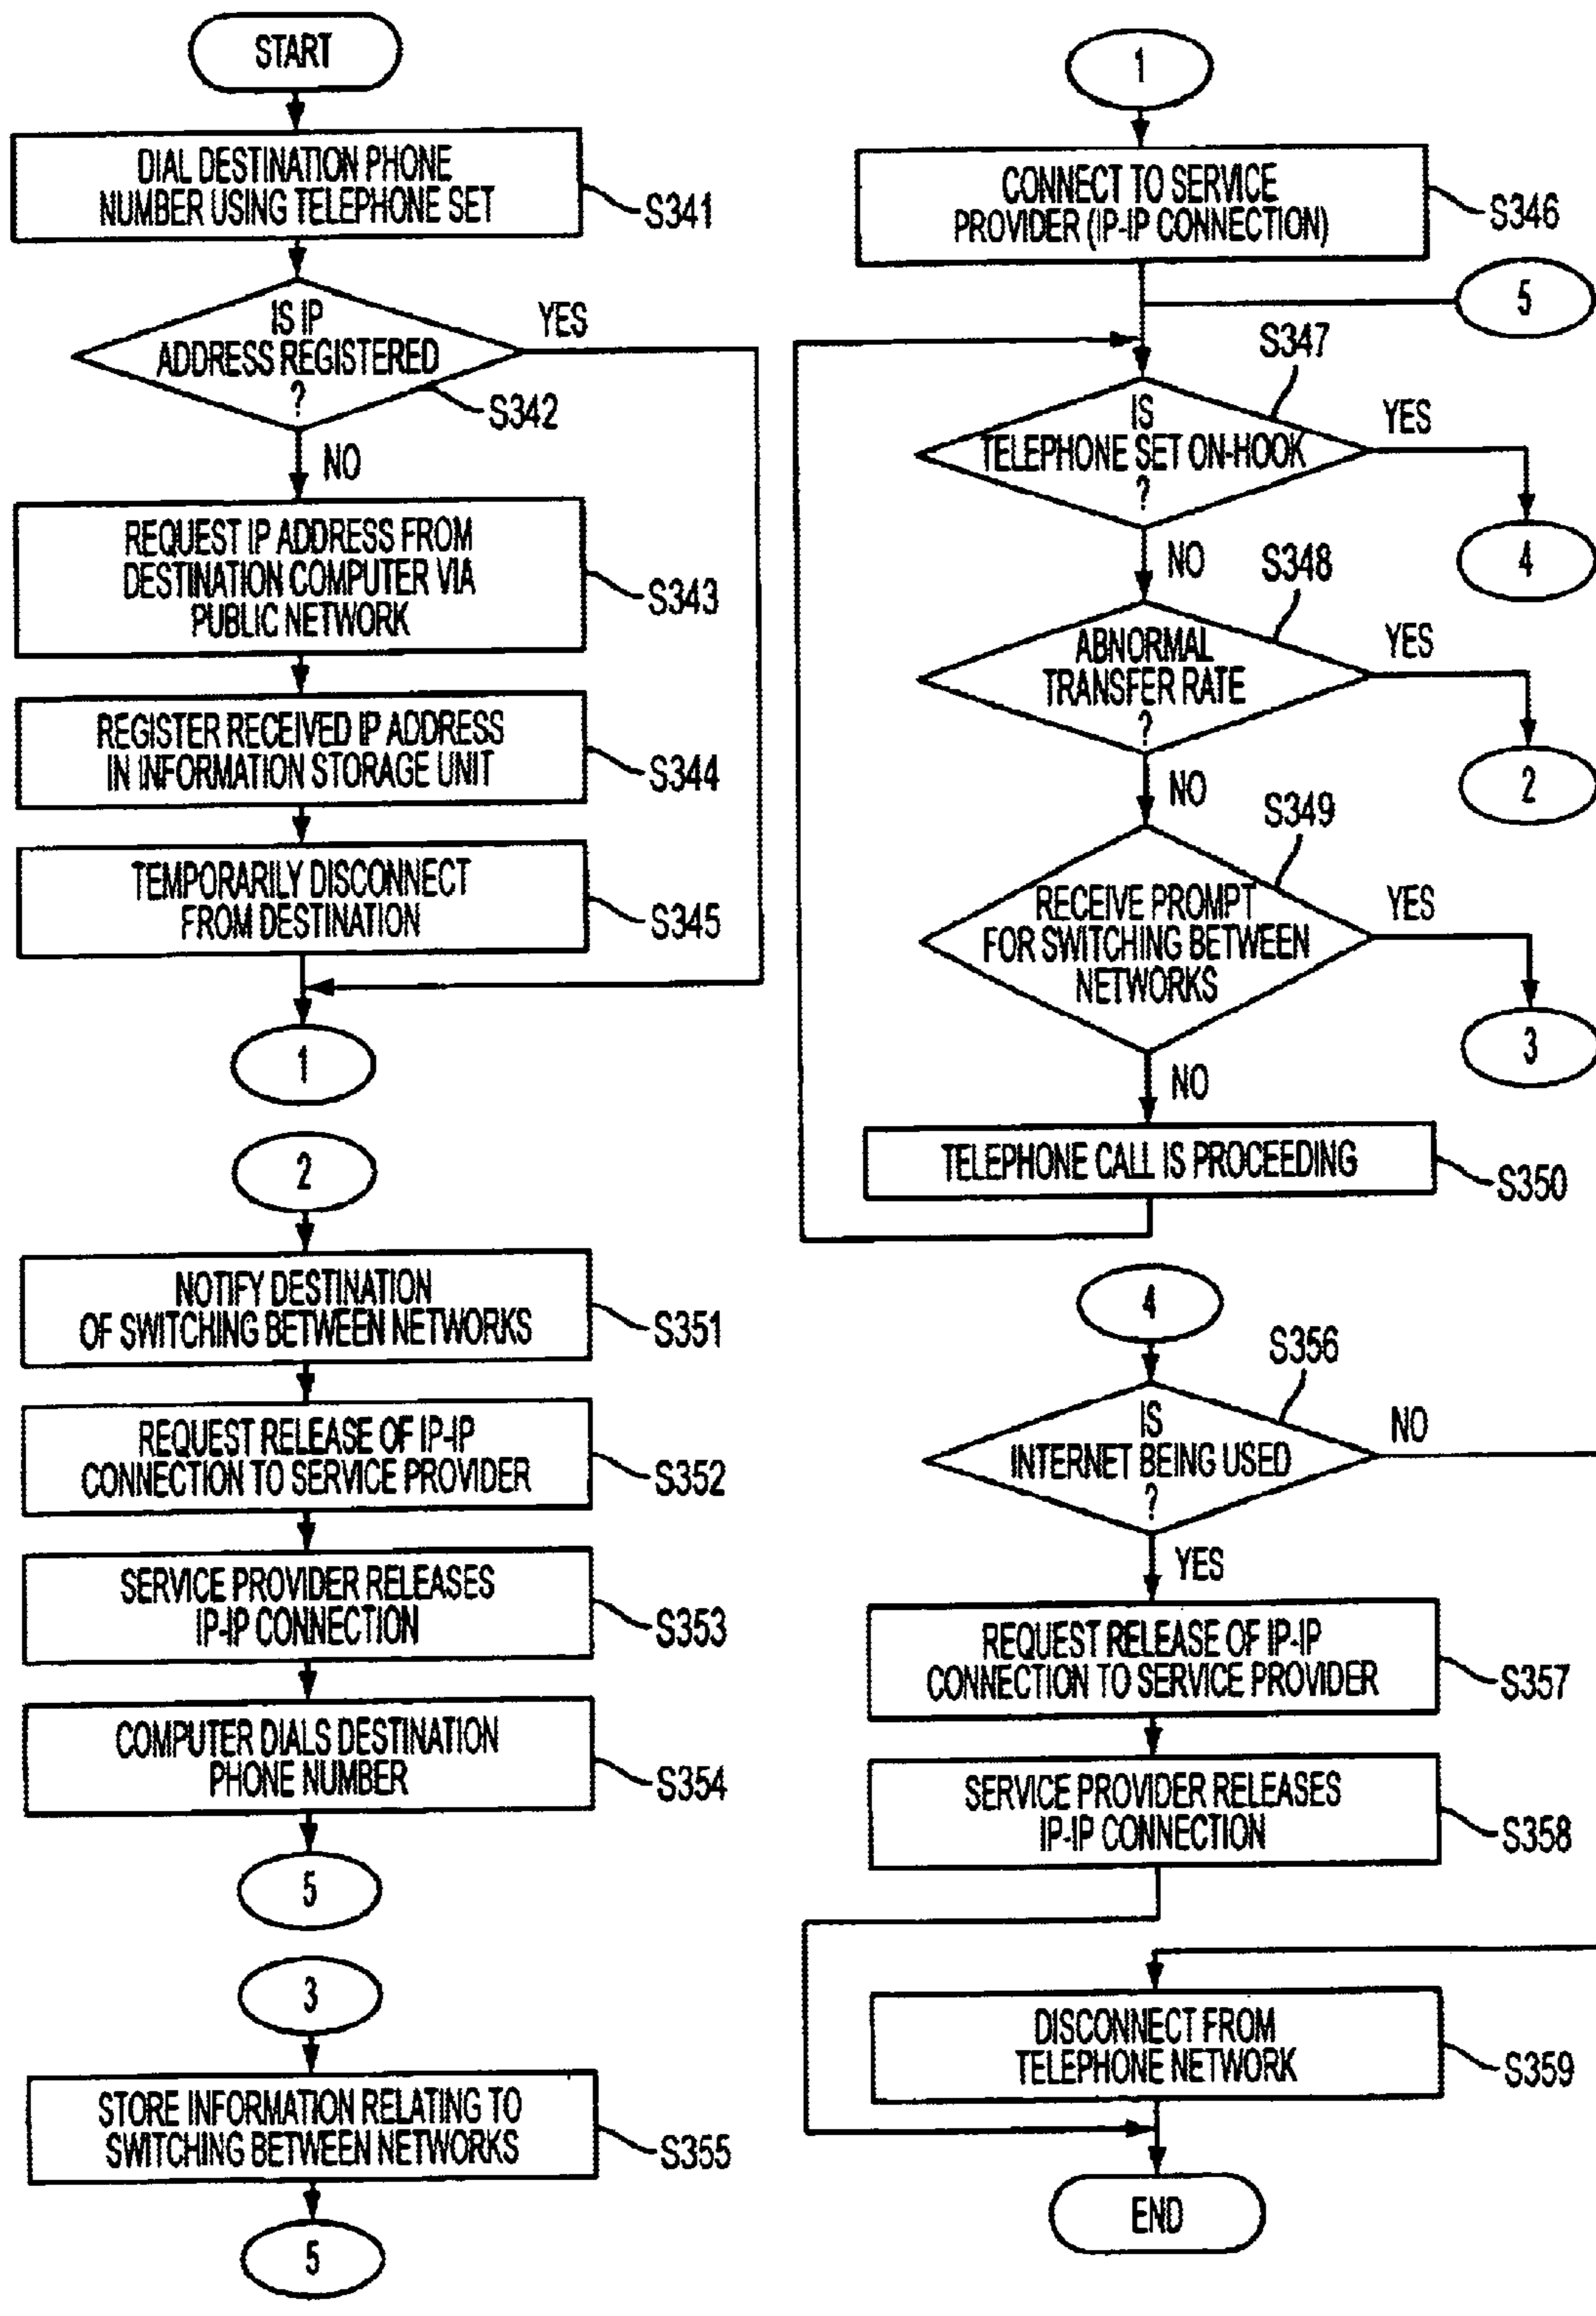 START
DIAL DESTINATION PHONE
NUMBER USING TELEPHONE SET
S341
IS IP
ADDRESS REGISTERED
?
YES
S342
NO
REQUEST IP ADDRESS FROM
DESTINATION COMPUTER VIA
PUBLIC NETWORK
S343
REGISTER RECEIVED IP ADDRESS
IN INFORMATION STORAGE UNIT
S344
TEMPORARILY DISCONNECT
FROM DESTINATION
S345
1
2
NOTIFY DESTINATION
OF SWITCHING BETWEEN NETWORKS
S351
REQUEST RELEASE OF IP-IP
CONNECTION TO SERVICE PROVIDER
S352
SERVICE PROVIDER RELEASES
IP-IP CONNECTION
S353
COMPUTER DIALS DESTINATION
PHONE NUMBER
S354
5
3
STORE INFORMATION RELATING TO
SWITCHING BETWEEN NETWORKS
S355
5
1
CONNECT TO SERVICE
PROVIDER (IP-IP CONNECTION)
S346
5
S347
IS
TELEPHONE SET ON-HOOK
?
YES
4
NO
S348
ABNORMAL
TRANSFER RATE
?
YES
2
NO
S349
RECEIVE PROMPT
FOR SWITCHING BETWEEN
NETWORKS
YES
3
NO
TELEPHONE CALL IS PROCEEDING
S350
4
S356
IS
INTERNET BEING USED
?
NO
YES
REQUEST RELEASE OF IP-IP
CONNECTION TO SERVICE PROVIDER
S357
SERVICE PROVIDER RELEASES
IP-IP CONNECTION
S358
DISCONNECT FROM
TELEPHONE NETWORK
S359
END